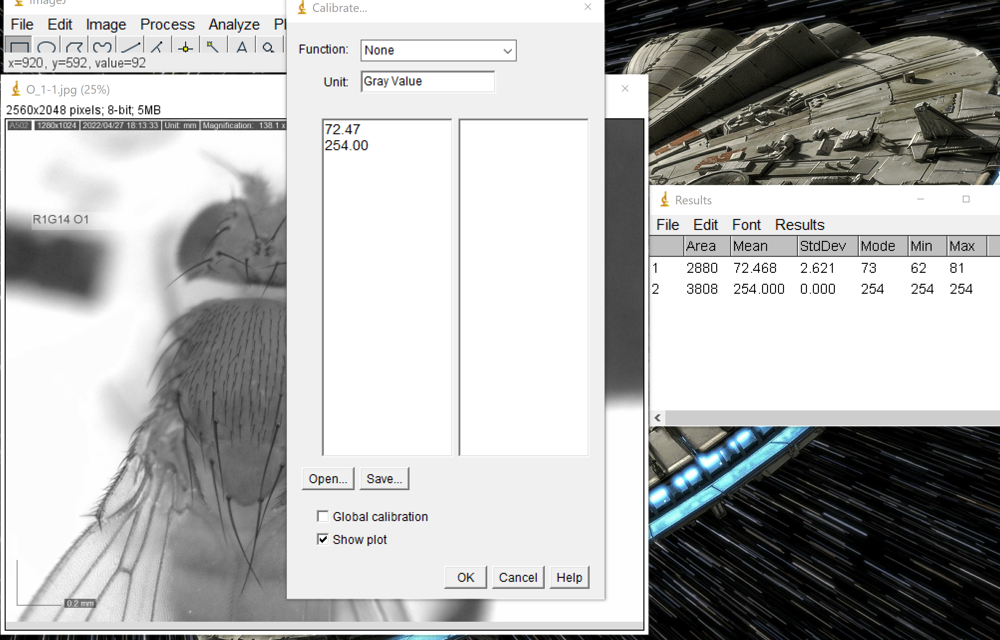 ImageJ
File Edit Image Process Analyze
x=920, y=592, value=92
O_1-1.jpg (25%)
2560x2048 pixels; 8-bit; 5MB
A502 1280x1024 2022/04/27 18:13:33 Unit: mm Magnification: 138.1 x
R1G14 O1
0.2 mm
Calibrate...
Function: None
Unit: Gray Value
72.47
254.00
Open... Save...
Global calibration
Show plot
OK Cancel Help
Results
File Edit Font Results
Area Mean StdDev Mode Min Max
1 2880 72.468 2.621 73 62 81
2 3808 254.000 0.000 254 254 254